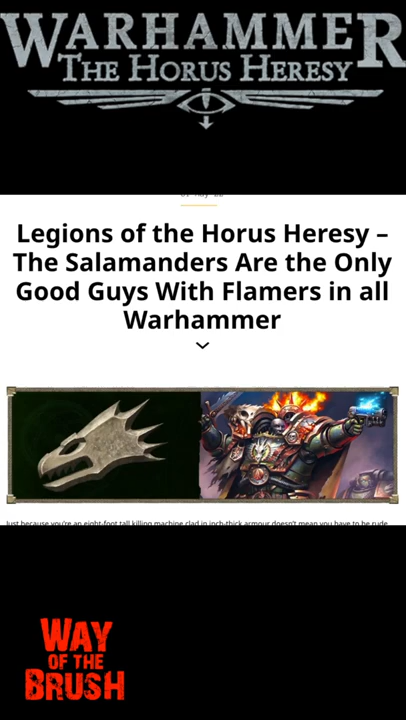 WARHAMMER
THE HORUS HERESY
Legions of the Horus Heresy –
The Salamanders Are the Only
Good Guys With Flamers in all
Warhammer
Just because you're an eight-foot tall killing machine clad in inch-thick armour doesn't mean you have to be rude
WAY
OF THE
BRUSH